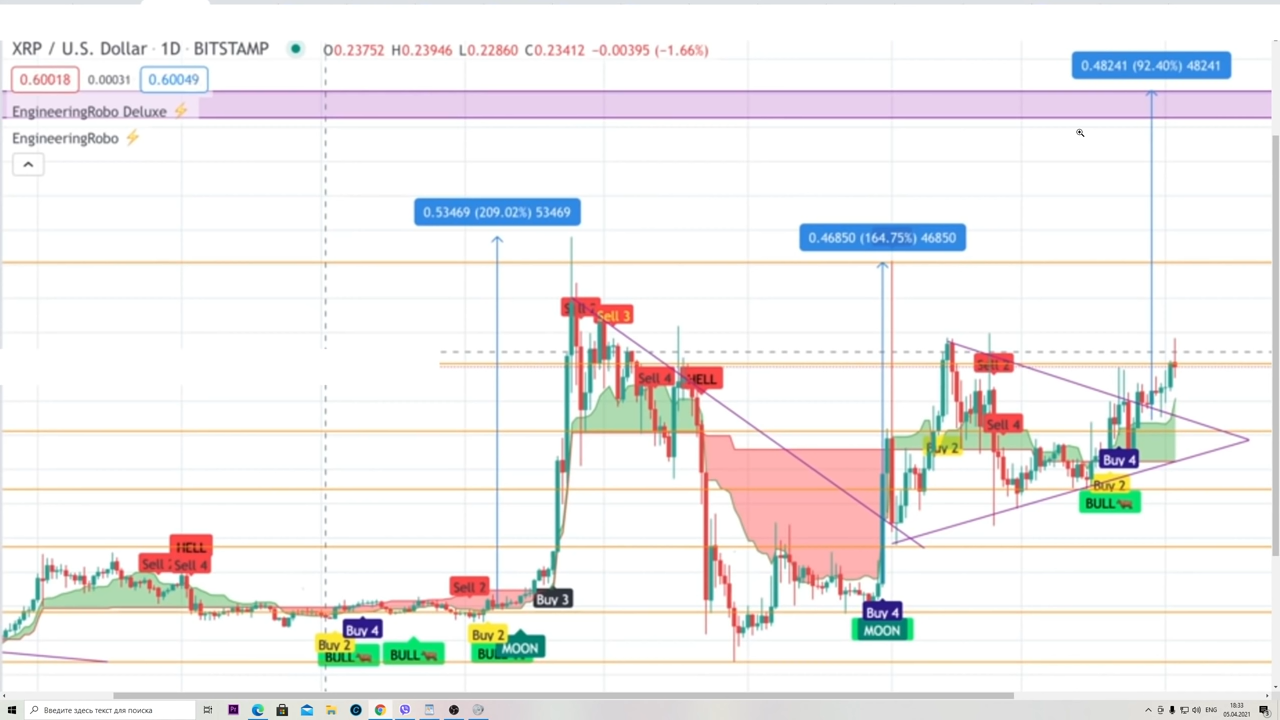 XRP / U.S. Dollar · 1D · BITSTAMP
O0.23752 H0.23946 L0.22860 C0.23412 −0.00395 (−1.66%)
0.60018 0.00031 0.60049
EngineeringRobo Deluxe ⚡
EngineeringRobo ⚡
0.48241 (92.40%) 48241
0.53469 (209.02%) 53469
0.46850 (164.75%) 46850
Sell 3
Sell 4
HELL
Sell 4
Buy 2
Buy 4
Buy 2
BULL
HELL
Sell
Sell 4
Sell 2
Buy 3
Buy 4
Buy 2
BULL
BULL
Buy 2
MOON
Buy 4
MOON
Введите здесь текст для поиска
ENG
18:33
05.04.2021